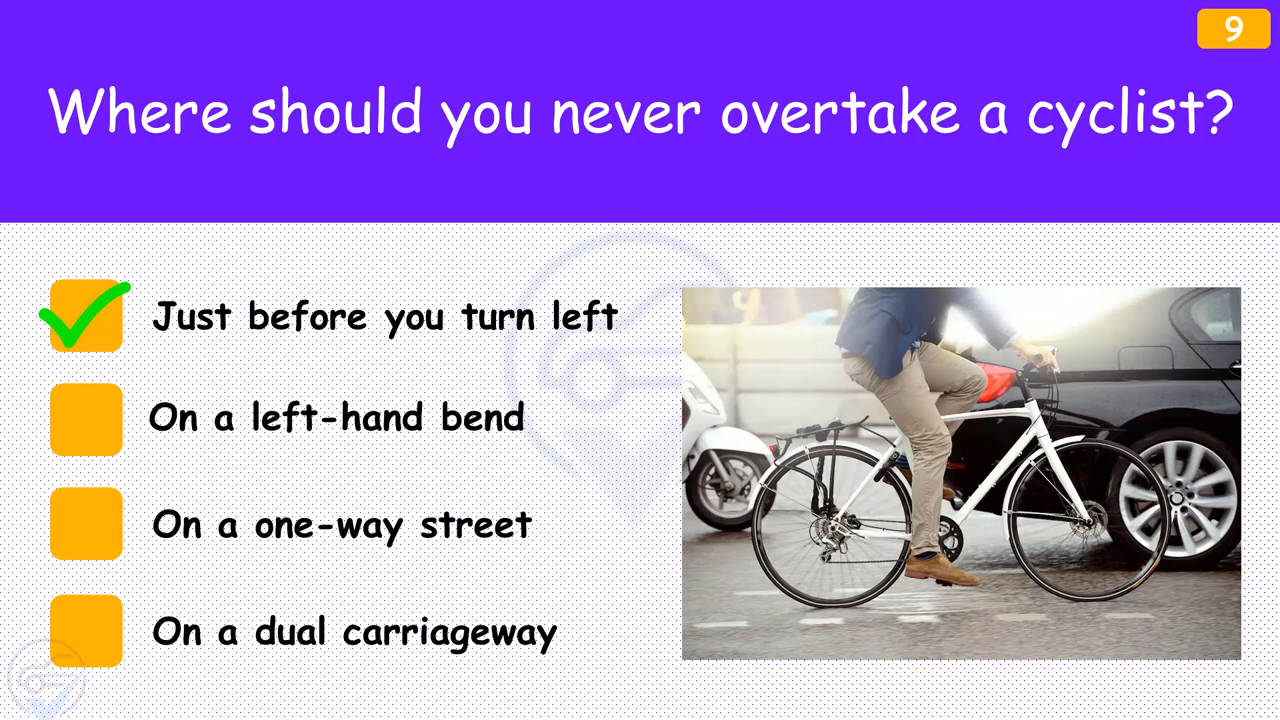 9
Where should you never overtake a cyclist?
Just before you turn left
On a left-hand bend
On a one-way street
On a dual carriageway